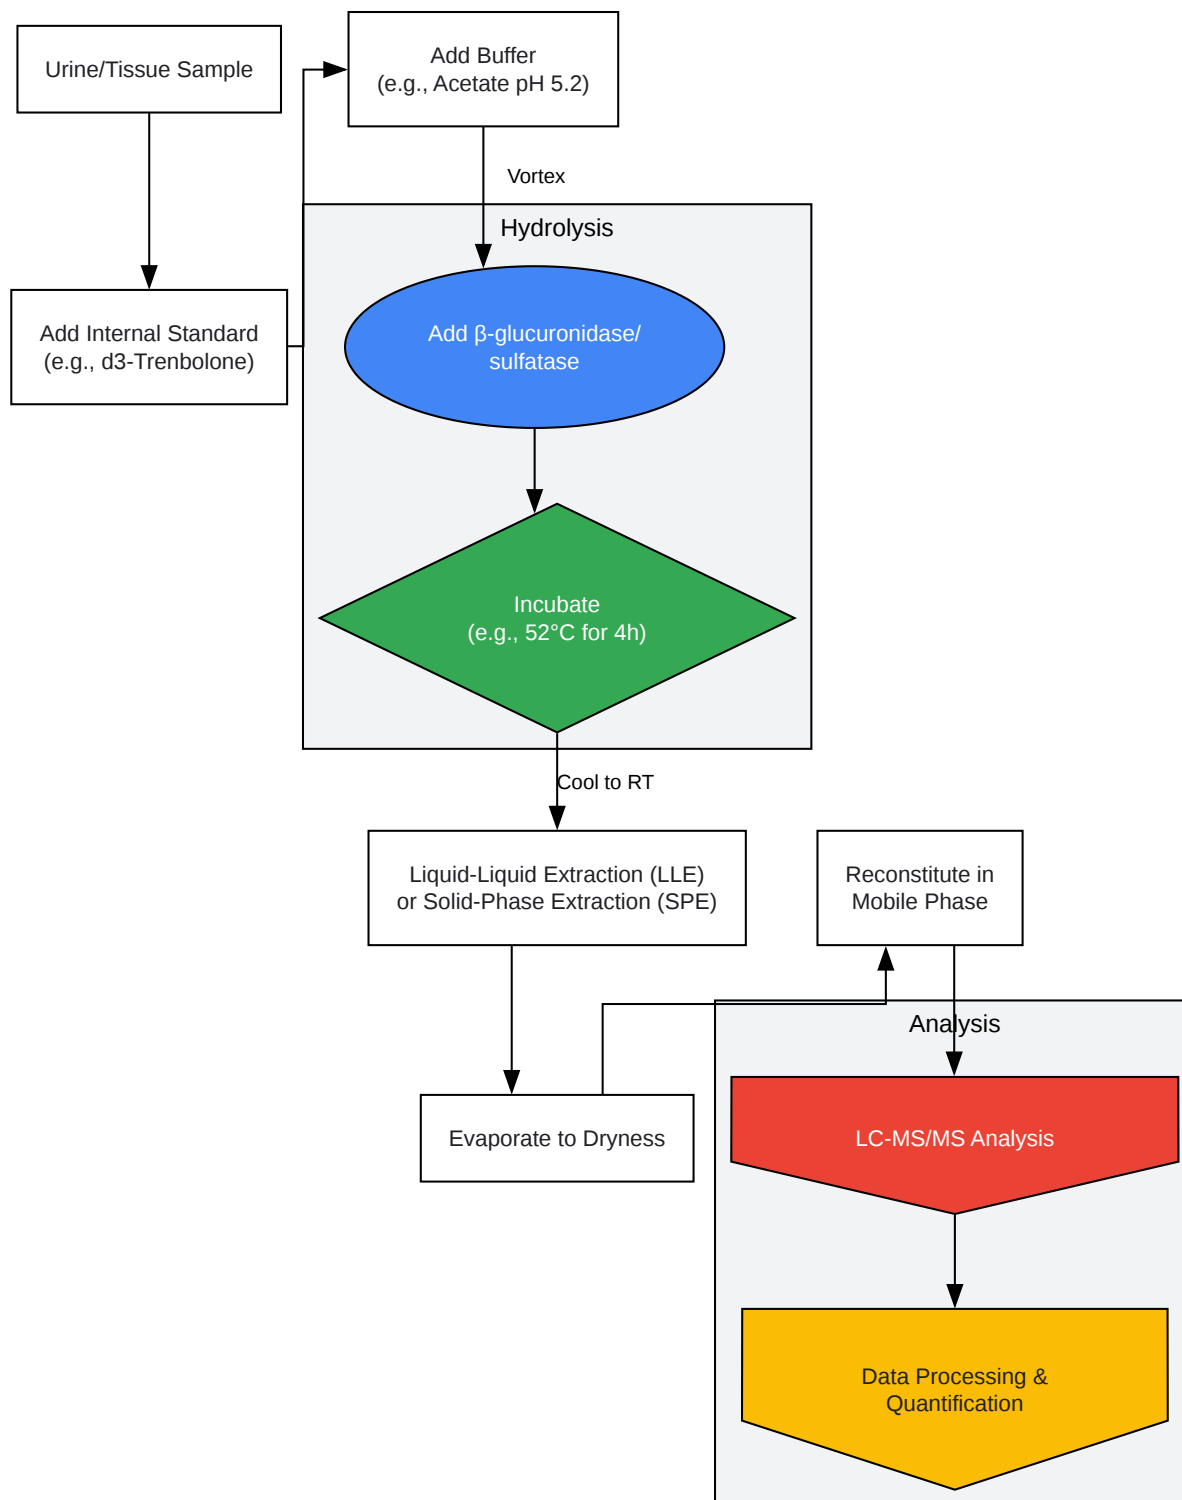 Urine/Tissue Sample
Add Internal Standard
(e.g., d3-Trenbolone)
Add Buffer
(e.g., Acetate pH 5.2)
Vortex
Hydrolysis
Add β-glucuronidase/
sulfatase
Incubate
(e.g., 52°C for 4h)
Cool to RT
Liquid-Liquid Extraction (LLE)
or Solid-Phase Extraction (SPE)
Evaporate to Dryness
Reconstitute in
Mobile Phase
Analysis
LC-MS/MS Analysis
Data Processing &
Quantification